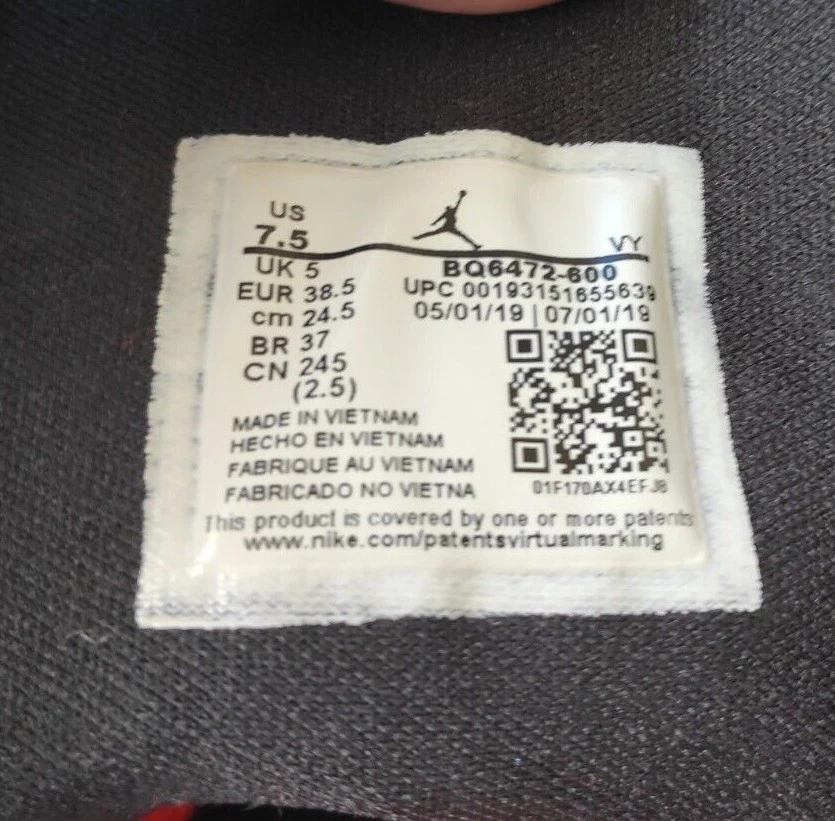 US
7.5
VY
UK 5
EUR 38.5
cm 24.5
BR 37
CN 245
(2.5)
BQ6472-600
UPC 00193151655639
05/01/19 | 07/01/19
01F170AX4EFJ8
MADE IN VIETNAM
HECHO EN VIETNAM
FABRIQUE AU VIETNAM
FABRICADO NO VIETNA
This product is covered by one or more patents
www.nike.com/patentsvirtualmarking